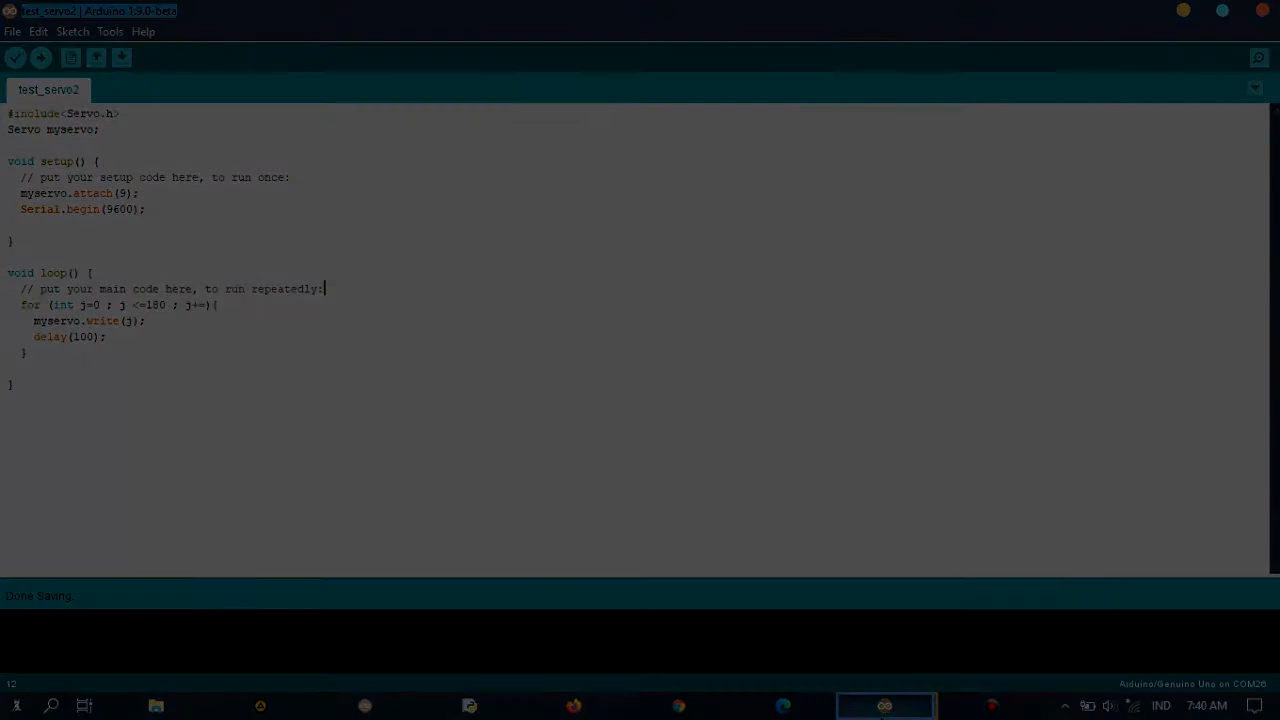 test_servo2 | Arduino 1.9.0-beta
File Edit Sketch Tools Help
test_servo2
#include<Servo.h>
Servo myservo;
void setup() {
// put your setup code here, to run once:
myservo.attach(9);
Serial.begin(9600);
}
void loop() {
// put your main code here, to run repeatedly:
for (int j=0 ; j <=180 ; j+=){
myservo.write(j);
delay(100);
}
}
Done Saving.
12
Arduino/Genuino Uno on COM26
IND 7:40 AM